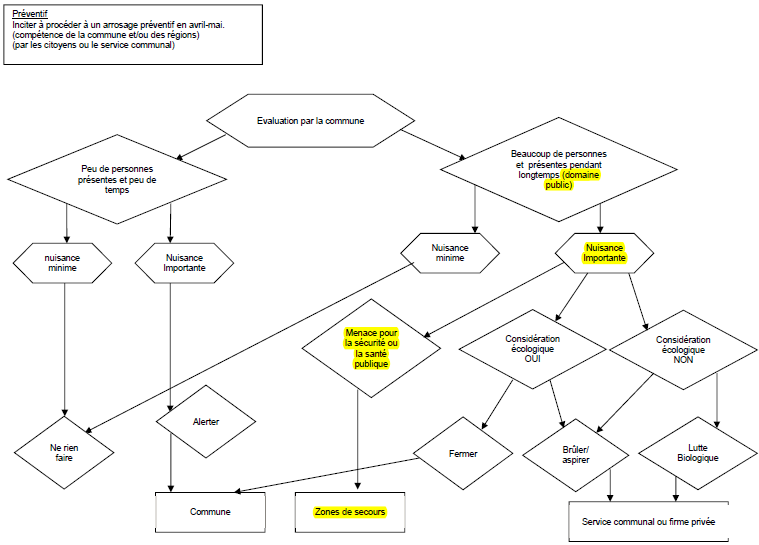 Préventif
Inciter à procéder à un arrosage préventif en avril-mai.
(compétence de la commune et/ou des régions)
(par les citoyens ou le service communal)
Evaluation par la commune
Peu de personnes
présentes et peu de
temps
Beaucoup de personnes
et présentes pendant
longtemps (domaine
public)
nuisance
minime
Nuisance
Importante
Nuisance
minime
Nuisance
Importante
Menace pour
la sécurité ou
la santé
publique
Considération
écologique
OUI
Considération
écologique
NON
Ne rien
faire
Alerter
Fermer
Brûler/
aspirer
Lutte
Biologique
Commune
Zones de secours
Service communal ou firme privée